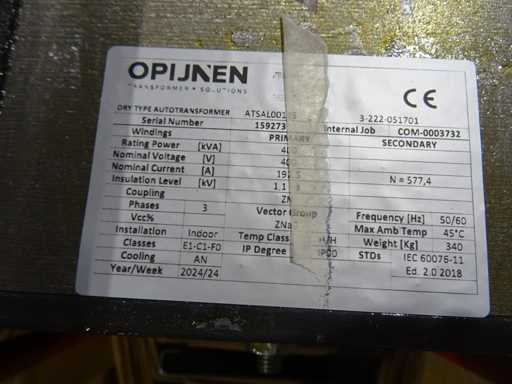 OPIJNEN
TRANSFORMER • SOLUTIONS
CE
DRY TYPE AUTOTRANSFORMER 3-222-051701
Serial Number 159273 Internal Job COM-0003732
Windings PRIMARY SECONDARY
Rating Power [kVA]
Nominal Voltage [V]
Nominal Current [A] N = 577,4
Insulation Level [kV] 1,1
Coupling
Phases 3 Vector Group Frequency [Hz] 50/60
Vcc% Max Amb Temp 45°C
Installation Indoor Temp Class Weight [Kg] 340
Classes E1-C1-F0 IP Degree STDs IEC 60076-11
Cooling AN Ed. 2.0 2018
Year/Week 2024/24